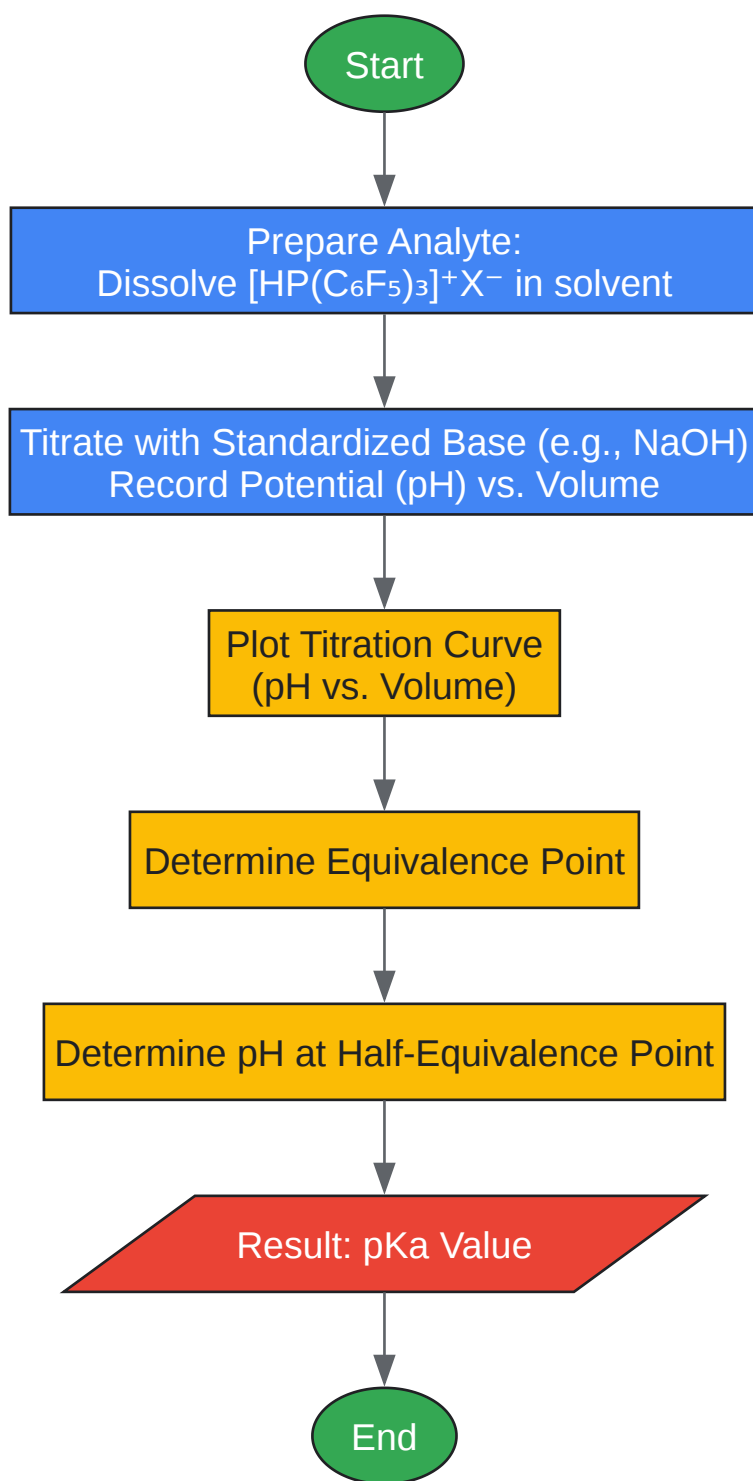 Start
Prepare Analyte:
Dissolve [HP(C₆F₅)₃]⁺X⁻ in solvent
Titrate with Standardized Base (e.g., NaOH)
Record Potential (pH) vs. Volume
Plot Titration Curve
(pH vs. Volume)
Determine Equivalence Point
Determine pH at Half-Equivalence Point
Result: pKa Value
End